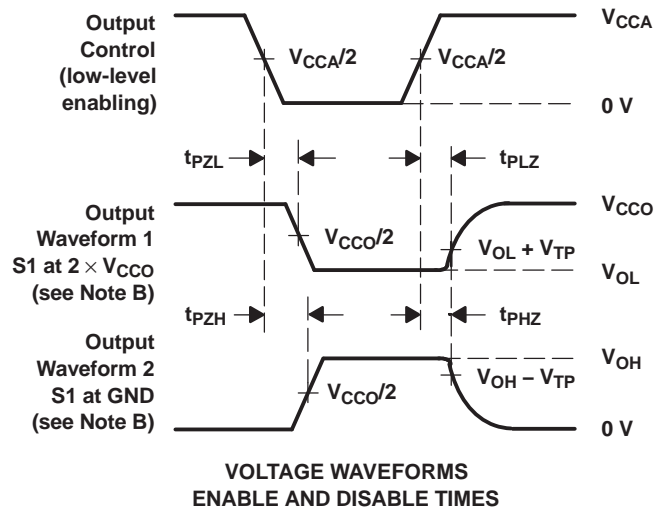 Output
Control
(low-level
enabling)
V_CCA/2
V_CCA/2
V_CCA
0 V
t_PZL
t_PLZ
Output
Waveform 1
S1 at 2 × V_CCO
(see Note B)
V_CCO/2
V_CCO
V_OL + V_TP
V_OL
t_PZH
t_PHZ
Output
Waveform 2
S1 at GND
(see Note B)
V_CCO/2
V_OH
V_OH − V_TP
0 V
VOLTAGE WAVEFORMS
ENABLE AND DISABLE TIMES